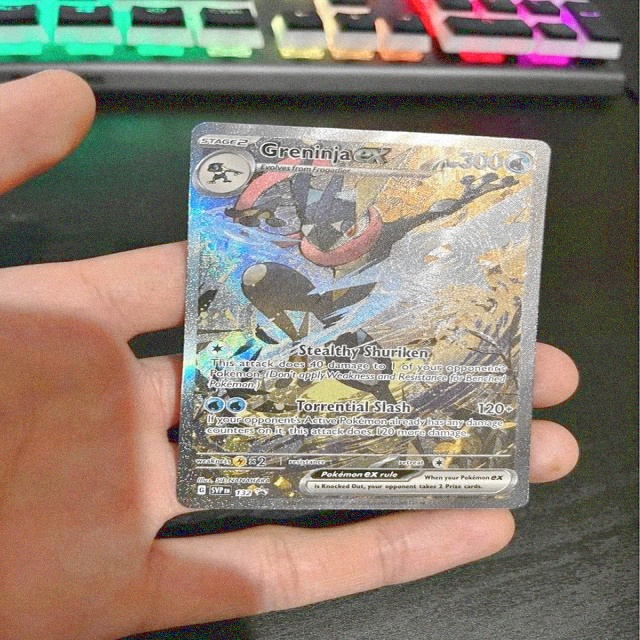 STAGE 2 Greninja ex 300
Evolves from Frogadier
Stealthy Shuriken
This attack does 40 damage to 1 of your opponent's
Pokémon. (Don't apply Weakness and Resistance for Benched
Pokémon.)
Torrential Slash 120+
If your opponent's Active Pokémon already has any damage
counters on it, this attack does 120 more damage.
weakness ×2 resistance retreat
Illus.
Pokémon ex rule When your Pokémon ex
is Knocked Out, your opponent takes 2 Prize cards.
G SVP EN 132